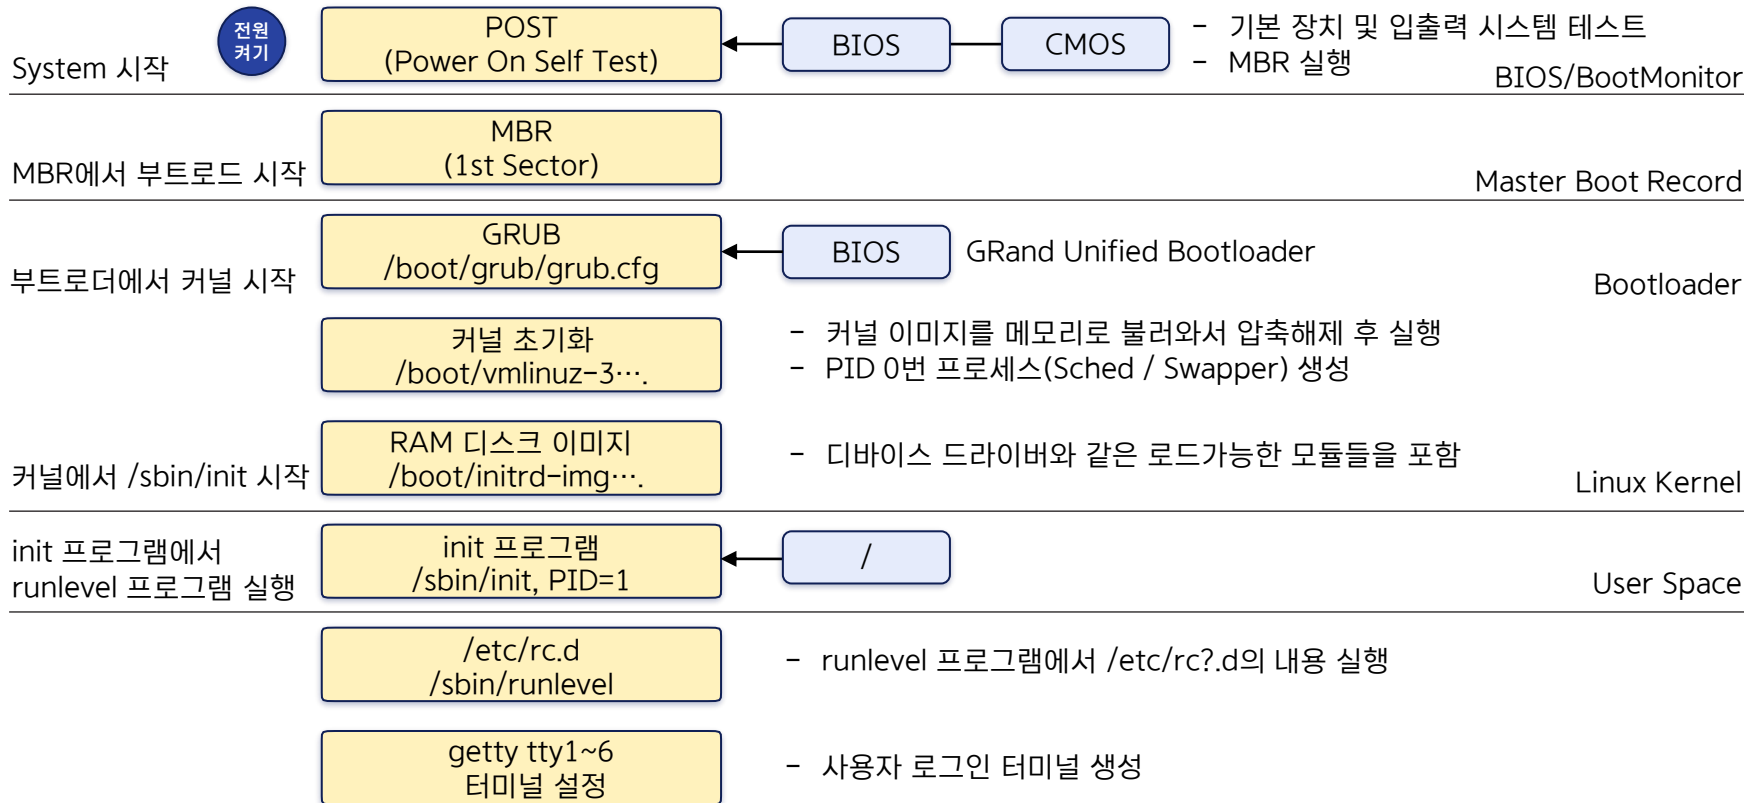 전원
켜기
System 시작
POST
(Power On Self Test)
BIOS
CMOS
- 기본 장치 및 입출력 시스템 테스트
- MBR 실행
BIOS/BootMonitor
MBR에서 부트로드 시작
MBR
(1st Sector)
Master Boot Record
부트로더에서 커널 시작
GRUB
/boot/grub/grub.cfg
BIOS
GRand Unified Bootloader
Bootloader
커널 초기화
/boot/vmlinuz-3….
- 커널 이미지를 메모리로 불러와서 압축해제 후 실행
- PID 0번 프로세스(Sched / Swapper) 생성
커널에서 /sbin/init 시작
RAM 디스크 이미지
/boot/initrd-img….
- 디바이스 드라이버와 같은 로드가능한 모듈들을 포함
Linux Kernel
init 프로그램에서
runlevel 프로그램 실행
init 프로그램
/sbin/init, PID=1
/
User Space
/etc/rc.d
/sbin/runlevel
- runlevel 프로그램에서 /etc/rc?.d의 내용 실행
getty tty1~6
터미널 설정
- 사용자 로그인 터미널 생성